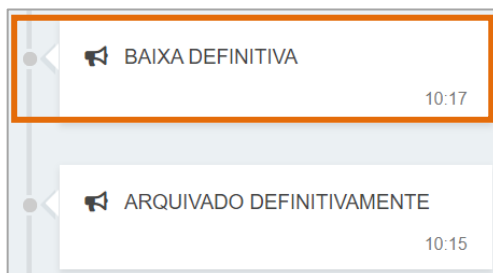 BAIXA DEFINITIVA
10:17
ARQUIVADO DEFINITIVAMENTE
10:15